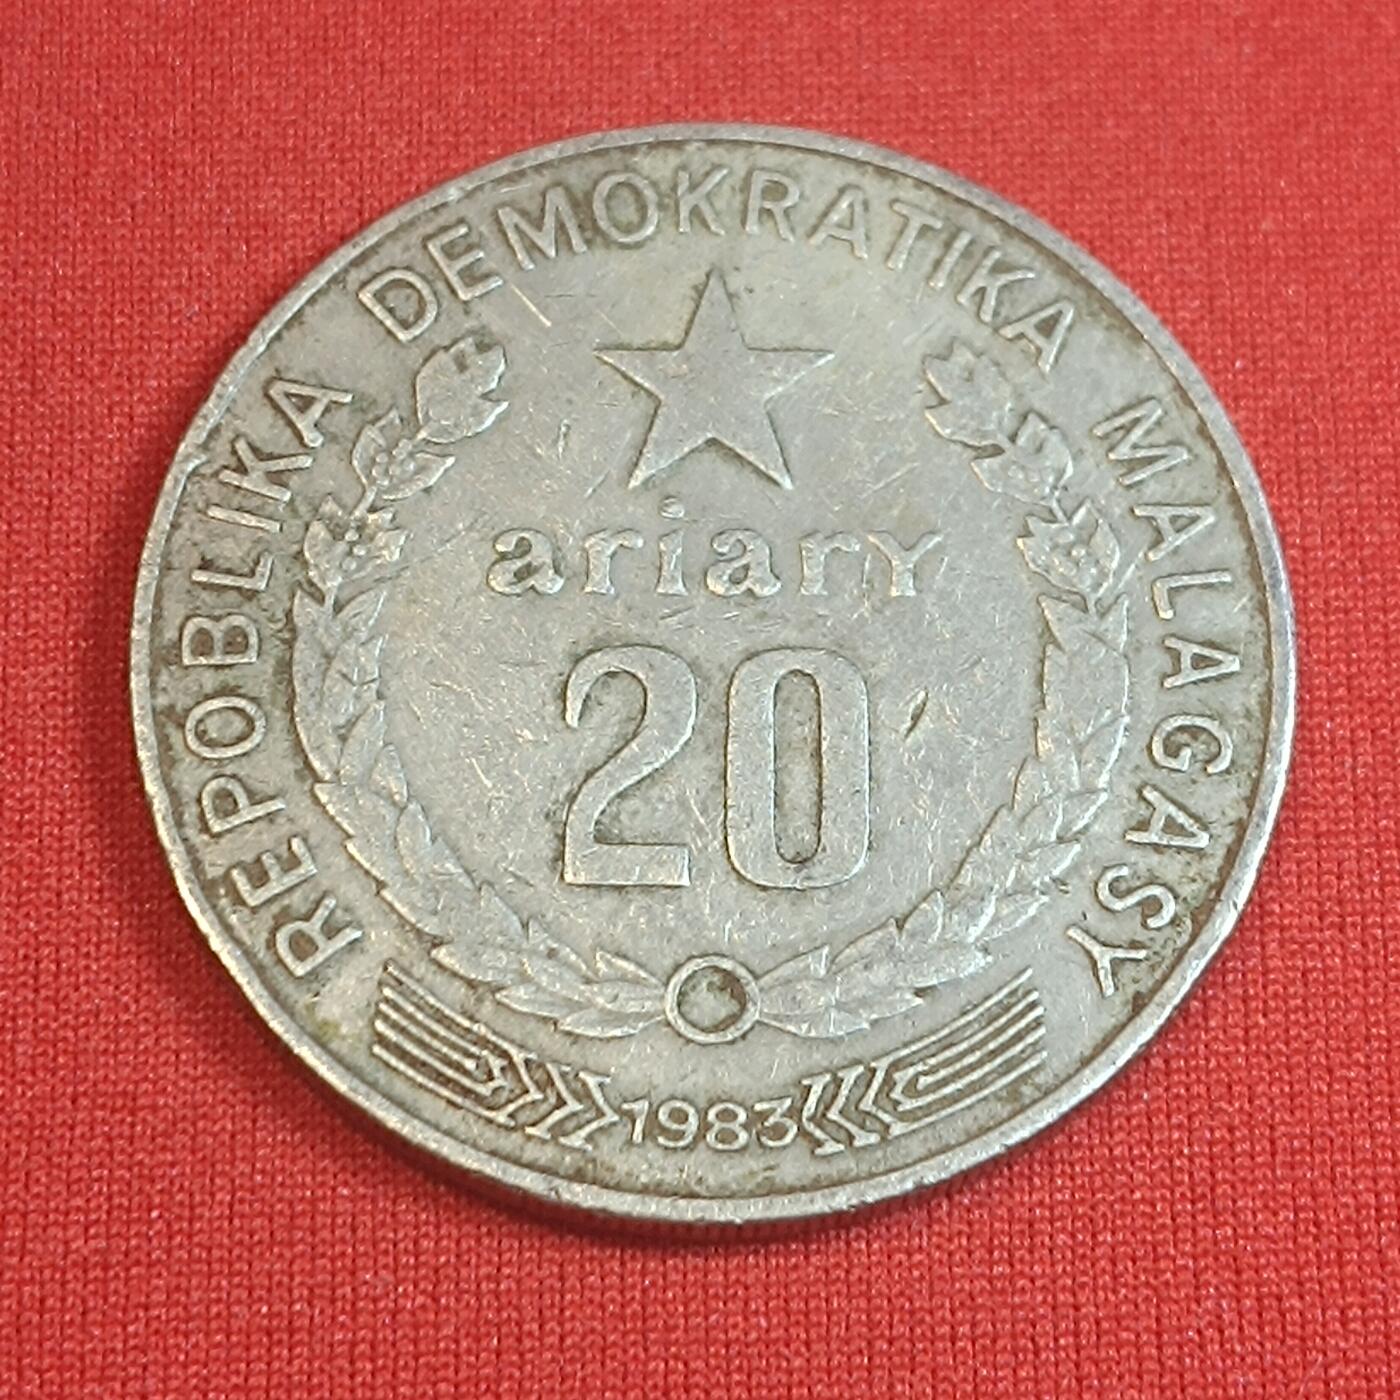 REPOBLIKA DEMOKRATIKA MALAGASY
ariary
20
1983